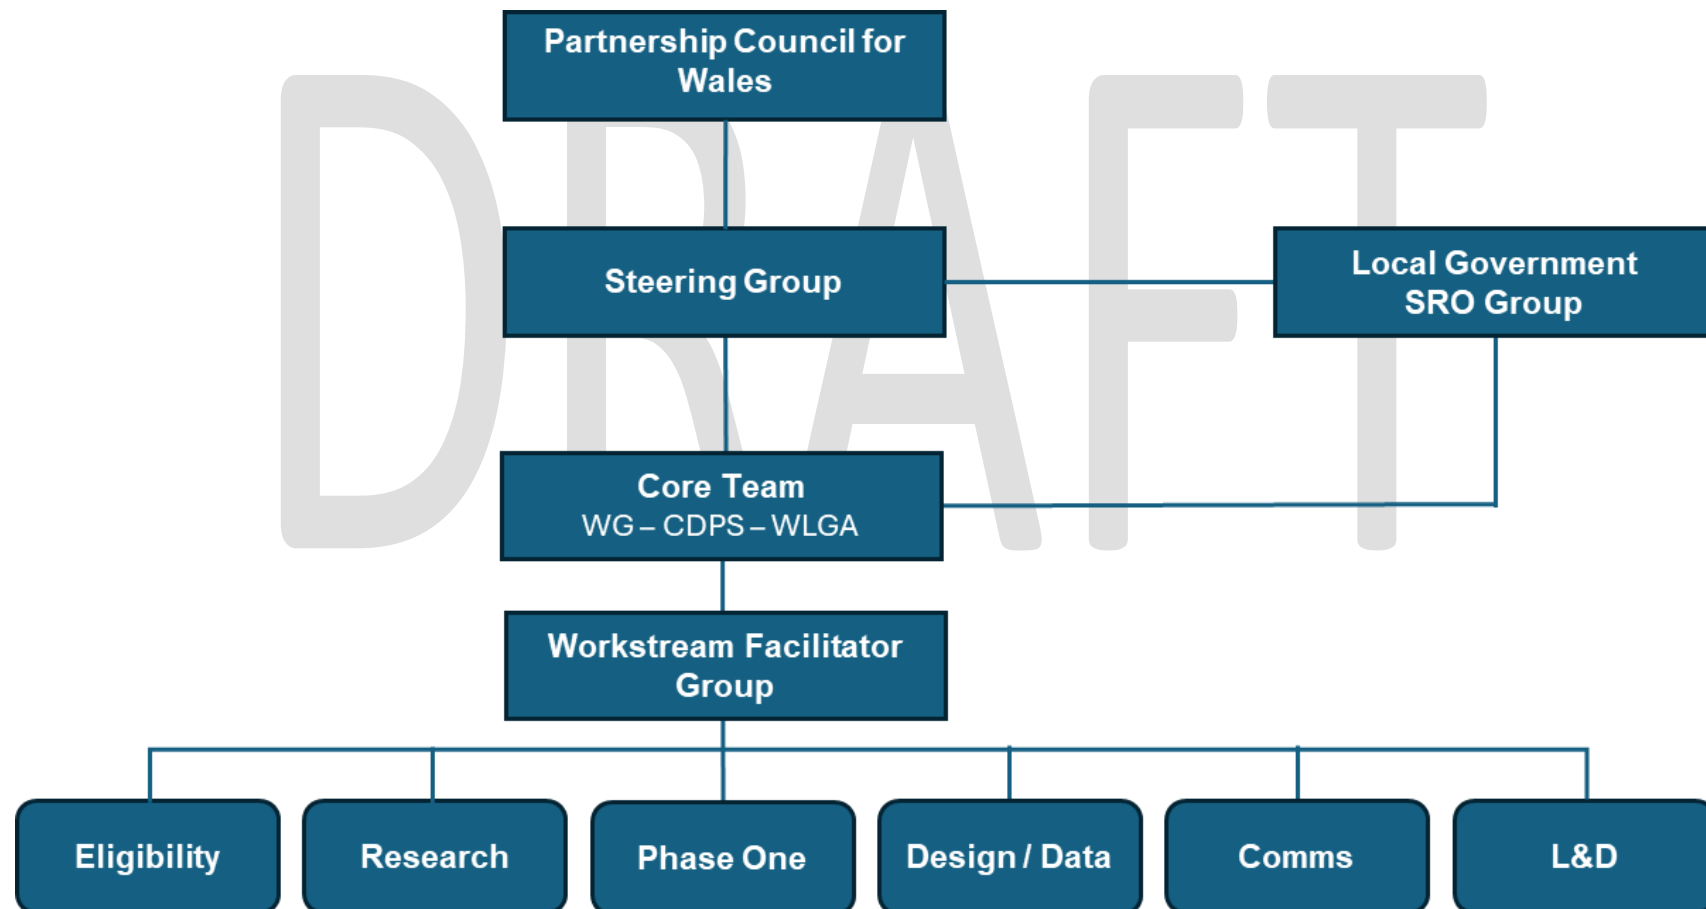 DRAFT
Partnership Council for
Wales
Steering Group
Local Government
SRO Group
Core Team
WG – CDPS – WLGA
Workstream Facilitator
Group
Eligibility
Research
Phase One
Design / Data
Comms
L&D